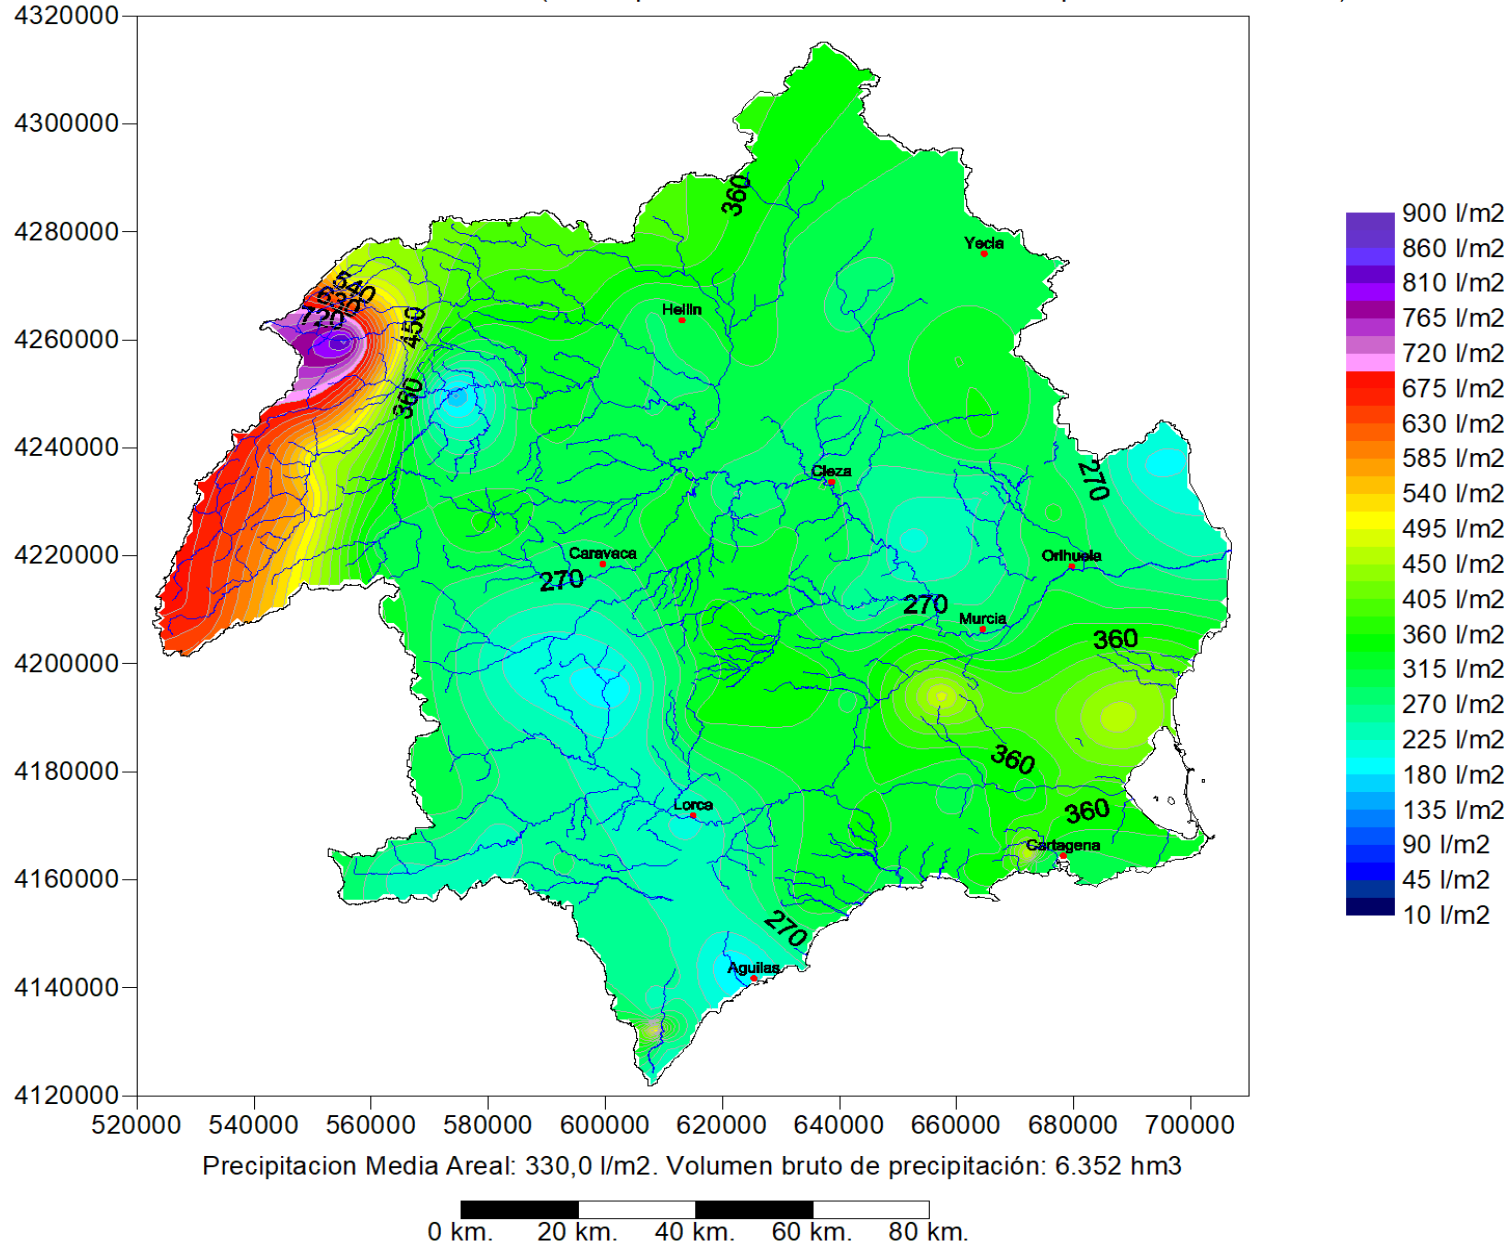 4320000
4300000
4280000
4260000
4240000
4220000
4200000
4180000
4160000
4140000
4120000
520000 540000 560000 580000 600000 620000 640000 660000 680000 700000
360
Yecla
540
630
720
450
Hellin
360
Cieza
270
Caravaca
Orihuela
270
270
Murcia
360
360
Lorca
360
Cartagena
270
Aguilas
900 l/m2
860 l/m2
810 l/m2
765 l/m2
720 l/m2
675 l/m2
630 l/m2
585 l/m2
540 l/m2
495 l/m2
450 l/m2
405 l/m2
360 l/m2
315 l/m2
270 l/m2
225 l/m2
180 l/m2
135 l/m2
90 l/m2
45 l/m2
10 l/m2
Precipitacion Media Areal: 330,0 l/m2. Volumen bruto de precipitación: 6.352 hm3
0 km. 20 km. 40 km. 60 km. 80 km.